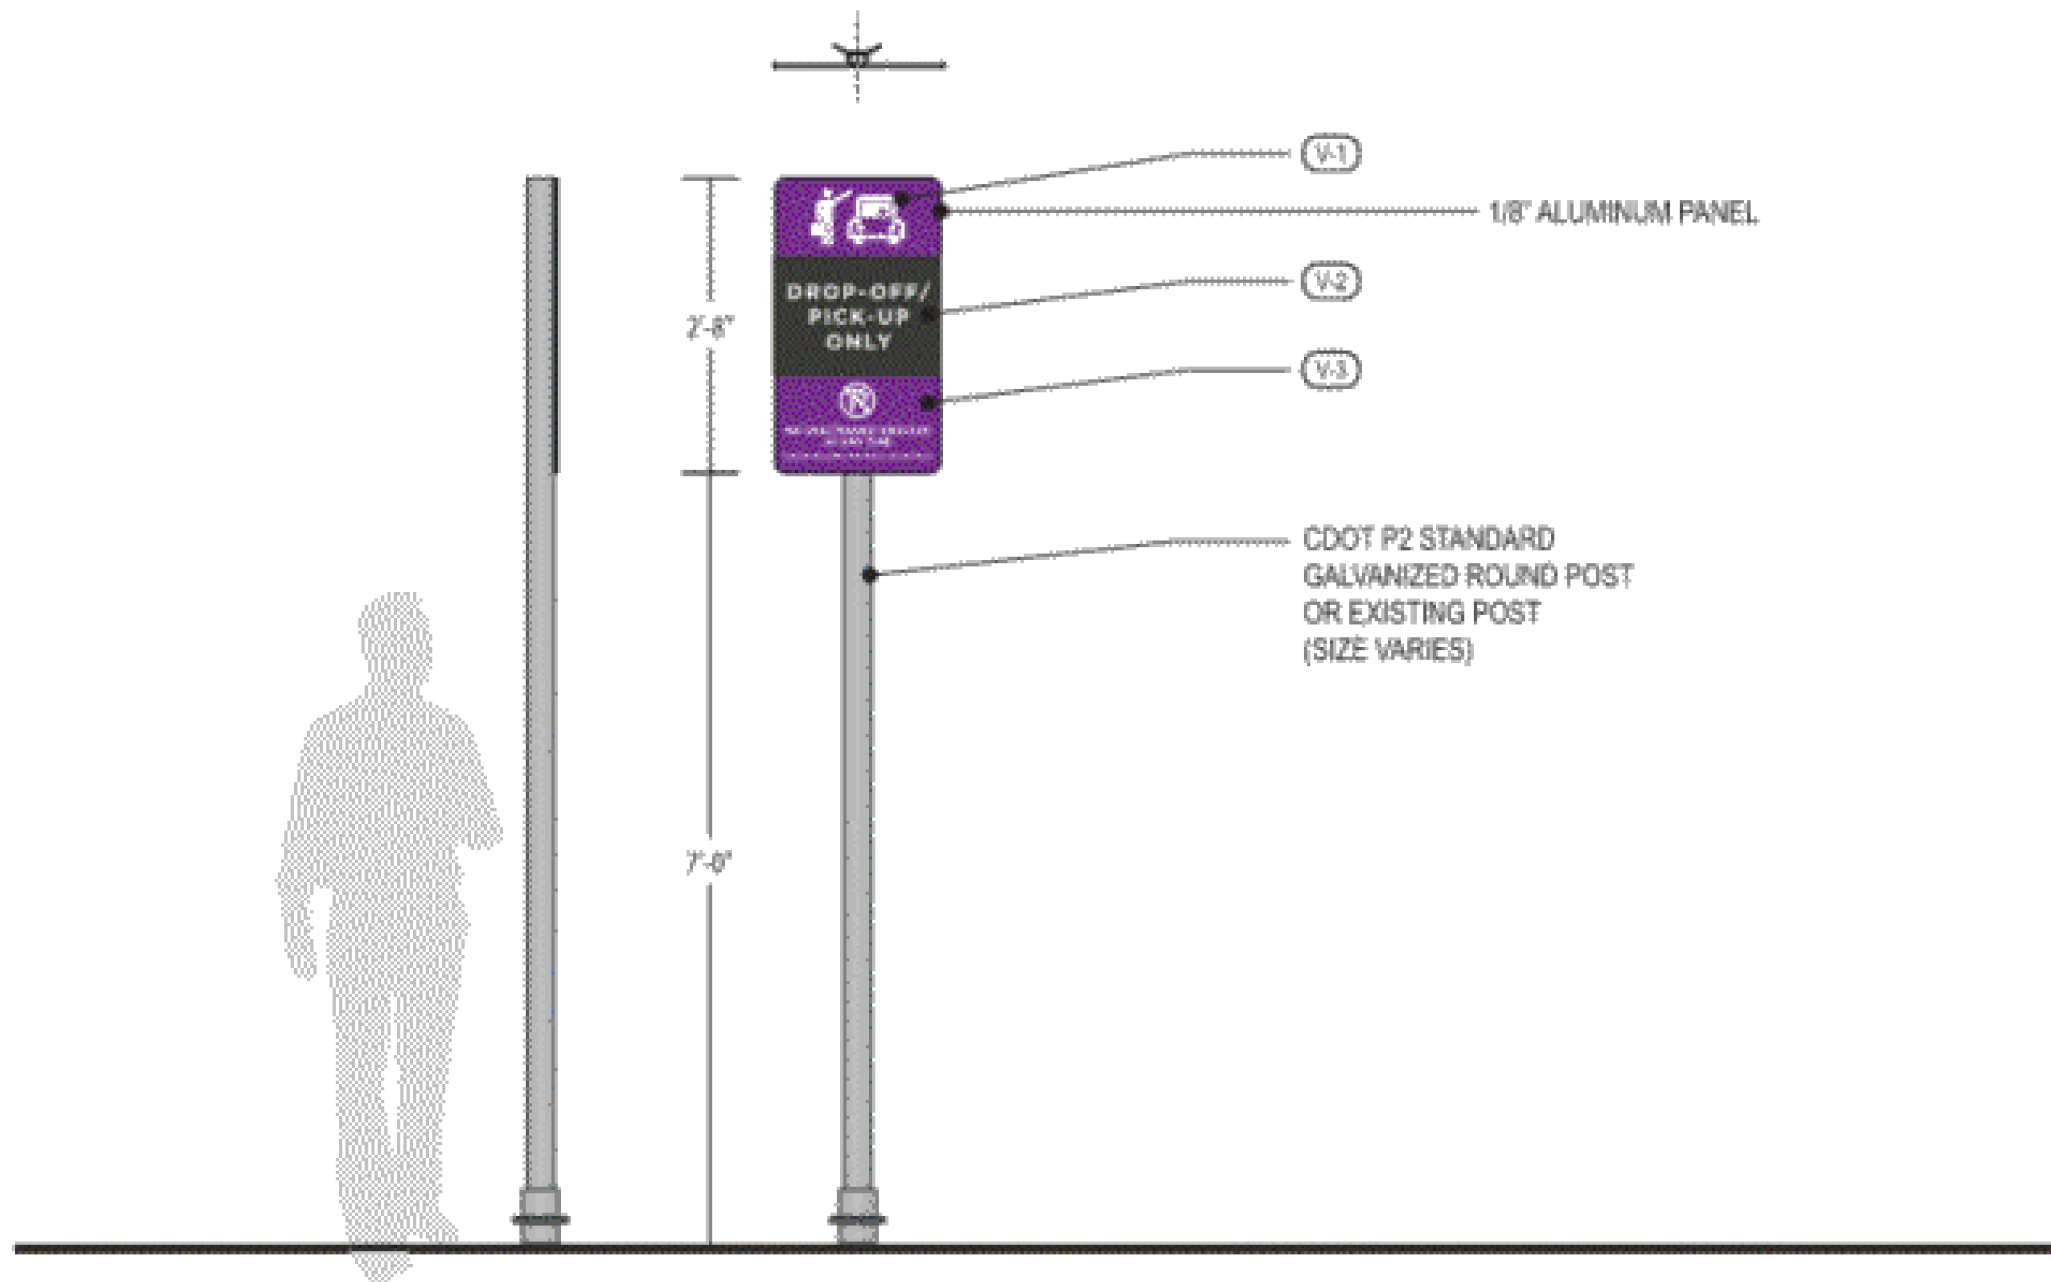 V-1
1/8" ALUMINUM PANEL
V-2
DROP-OFF/
PICK-UP
ONLY
2'-8"
V-3
CDOT P2 STANDARD
GALVANIZED ROUND POST
OR EXISTING POST
(SIZE VARIES)
7'-0"